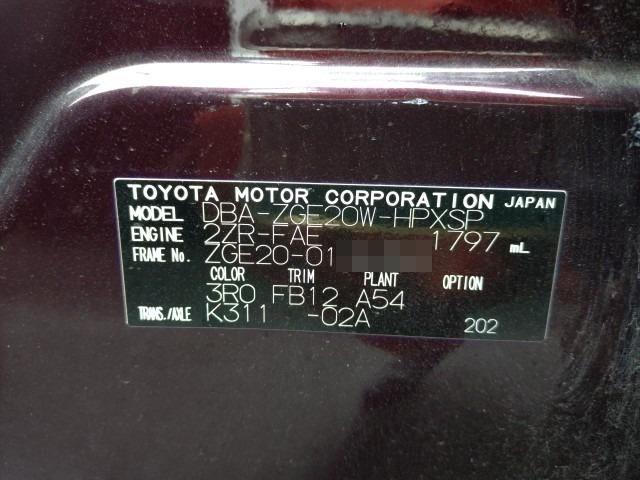 TOYOTA MOTOR CORPORATION JAPAN
MODEL DBA-ZGE20W-HPXSP
ENGINE 2ZR-FAE 1797 mL
FRAME No. ZGE20-01
COLOR TRIM PLANT OPTION
3R0 FB12 A54
TRANS./AXLE K311 -02A 202